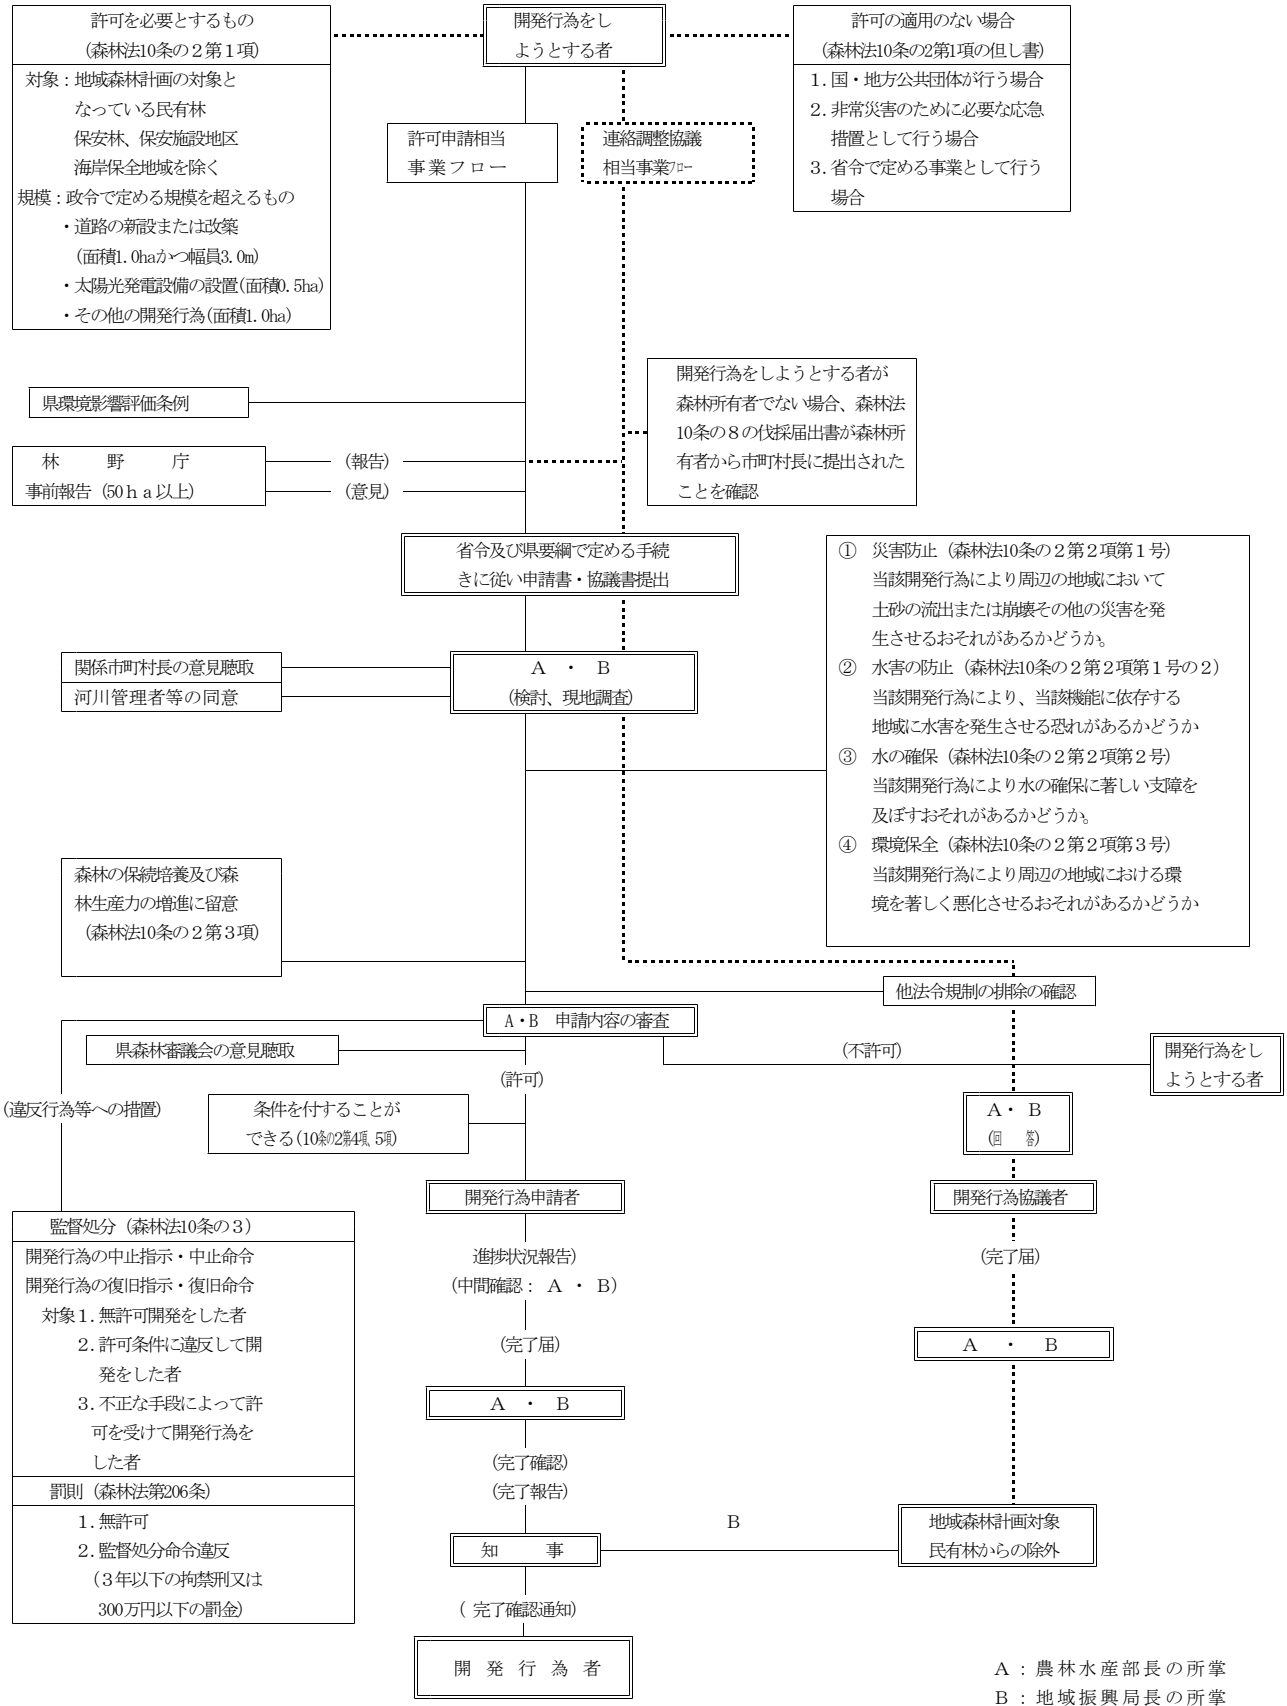 許可を必要とするもの
(森林法10条の２第１項)
対象：地域森林計画の対象と
なっている民有林
保安林、保安施設地区
海岸保全地域を除く
規模：政令で定める規模を超えるもの
・道路の新設または改築
(面積1.0haかつ幅員3.0m)
・太陽光発電設備の設置(面積0.5ha)
・その他の開発行為(面積1.0ha)
開発行為をし
ようとする者
許可の適用のない場合
(森林法10条の2第1項の但し書)
1.国・地方公共団体が行う場合
2.非常災害のために必要な応急
措置として行う場合
3.省令で定める事業として行う
場合
許可申請相当
事業フロー
連絡調整協議
相当事業ﾌﾛｰ
開発行為をしようとする者が
森林所有者でない場合、森林法
10条の８の伐採届出書が森林所
有者から市町村長に提出された
ことを確認
県環境影響評価条例
林　野　庁
事前報告（50ｈａ以上）
（報告）
（意見）
省令及び県要綱で定める手続
きに従い申請書・協議書提出
① 災害防止（森林法10条の２第２項第１号）
当該開発行為により周辺の地域において
土砂の流出または崩壊その他の災害を発
生させるおそれがあるかどうか。
② 水害の防止（森林法10条の２第２項第１号の２）
当該開発行為により、当該機能に依存する
地域に水害を発生させる恐れがあるかどうか
③ 水の確保（森林法10条の２第２項第２号）
当該開発行為により水の確保に著しい支障を
及ぼすおそれがあるかどうか。
④ 環境保全（森林法10条の２第２項第３号）
当該開発行為により周辺の地域における環
境を著しく悪化させるおそれがあるかどうか
関係市町村長の意見聴取
河川管理者等の同意
Ａ ・ Ｂ
（検討、現地調査）
森林の保続培養及び森
林生産力の増進に留意
（森林法10条の２第３項）
他法令規制の排除の確認
A・B　申請内容の審査
県森林審議会の意見聴取
（不許可）
開発行為をし
ようとする者
（許可）
（違反行為等への措置）
条件を付することが
できる(10条の2第4項、5項)
Ａ・ Ｂ
（回　答）
開発行為申請者
開発行為協議者
監督処分（森林法10条の３）
開発行為の中止指示・中止命令
開発行為の復旧指示・復旧命令
対象１.無許可開発をした者
２.許可条件に違反して開
発をした者
３.不正な手段によって許
可を受けて開発行為を
した者
罰則（森林法第206条）
１.無許可
２.監督処分命令違反
（３年以下の拘禁刑又は
300万円以下の罰金）
進捗状況報告）
（中間確認： Ａ ・ Ｂ）
（完了届）
（完了届）
Ａ ・ Ｂ
Ａ ・ Ｂ
（完了確認）
（完了報告）
知　事
Ｂ
地域森林計画対象
民有林からの除外
（ 完了確認通知）
開 発 行 為 者
Ａ：農林水産部長の所掌
Ｂ：地域振興局長の所掌